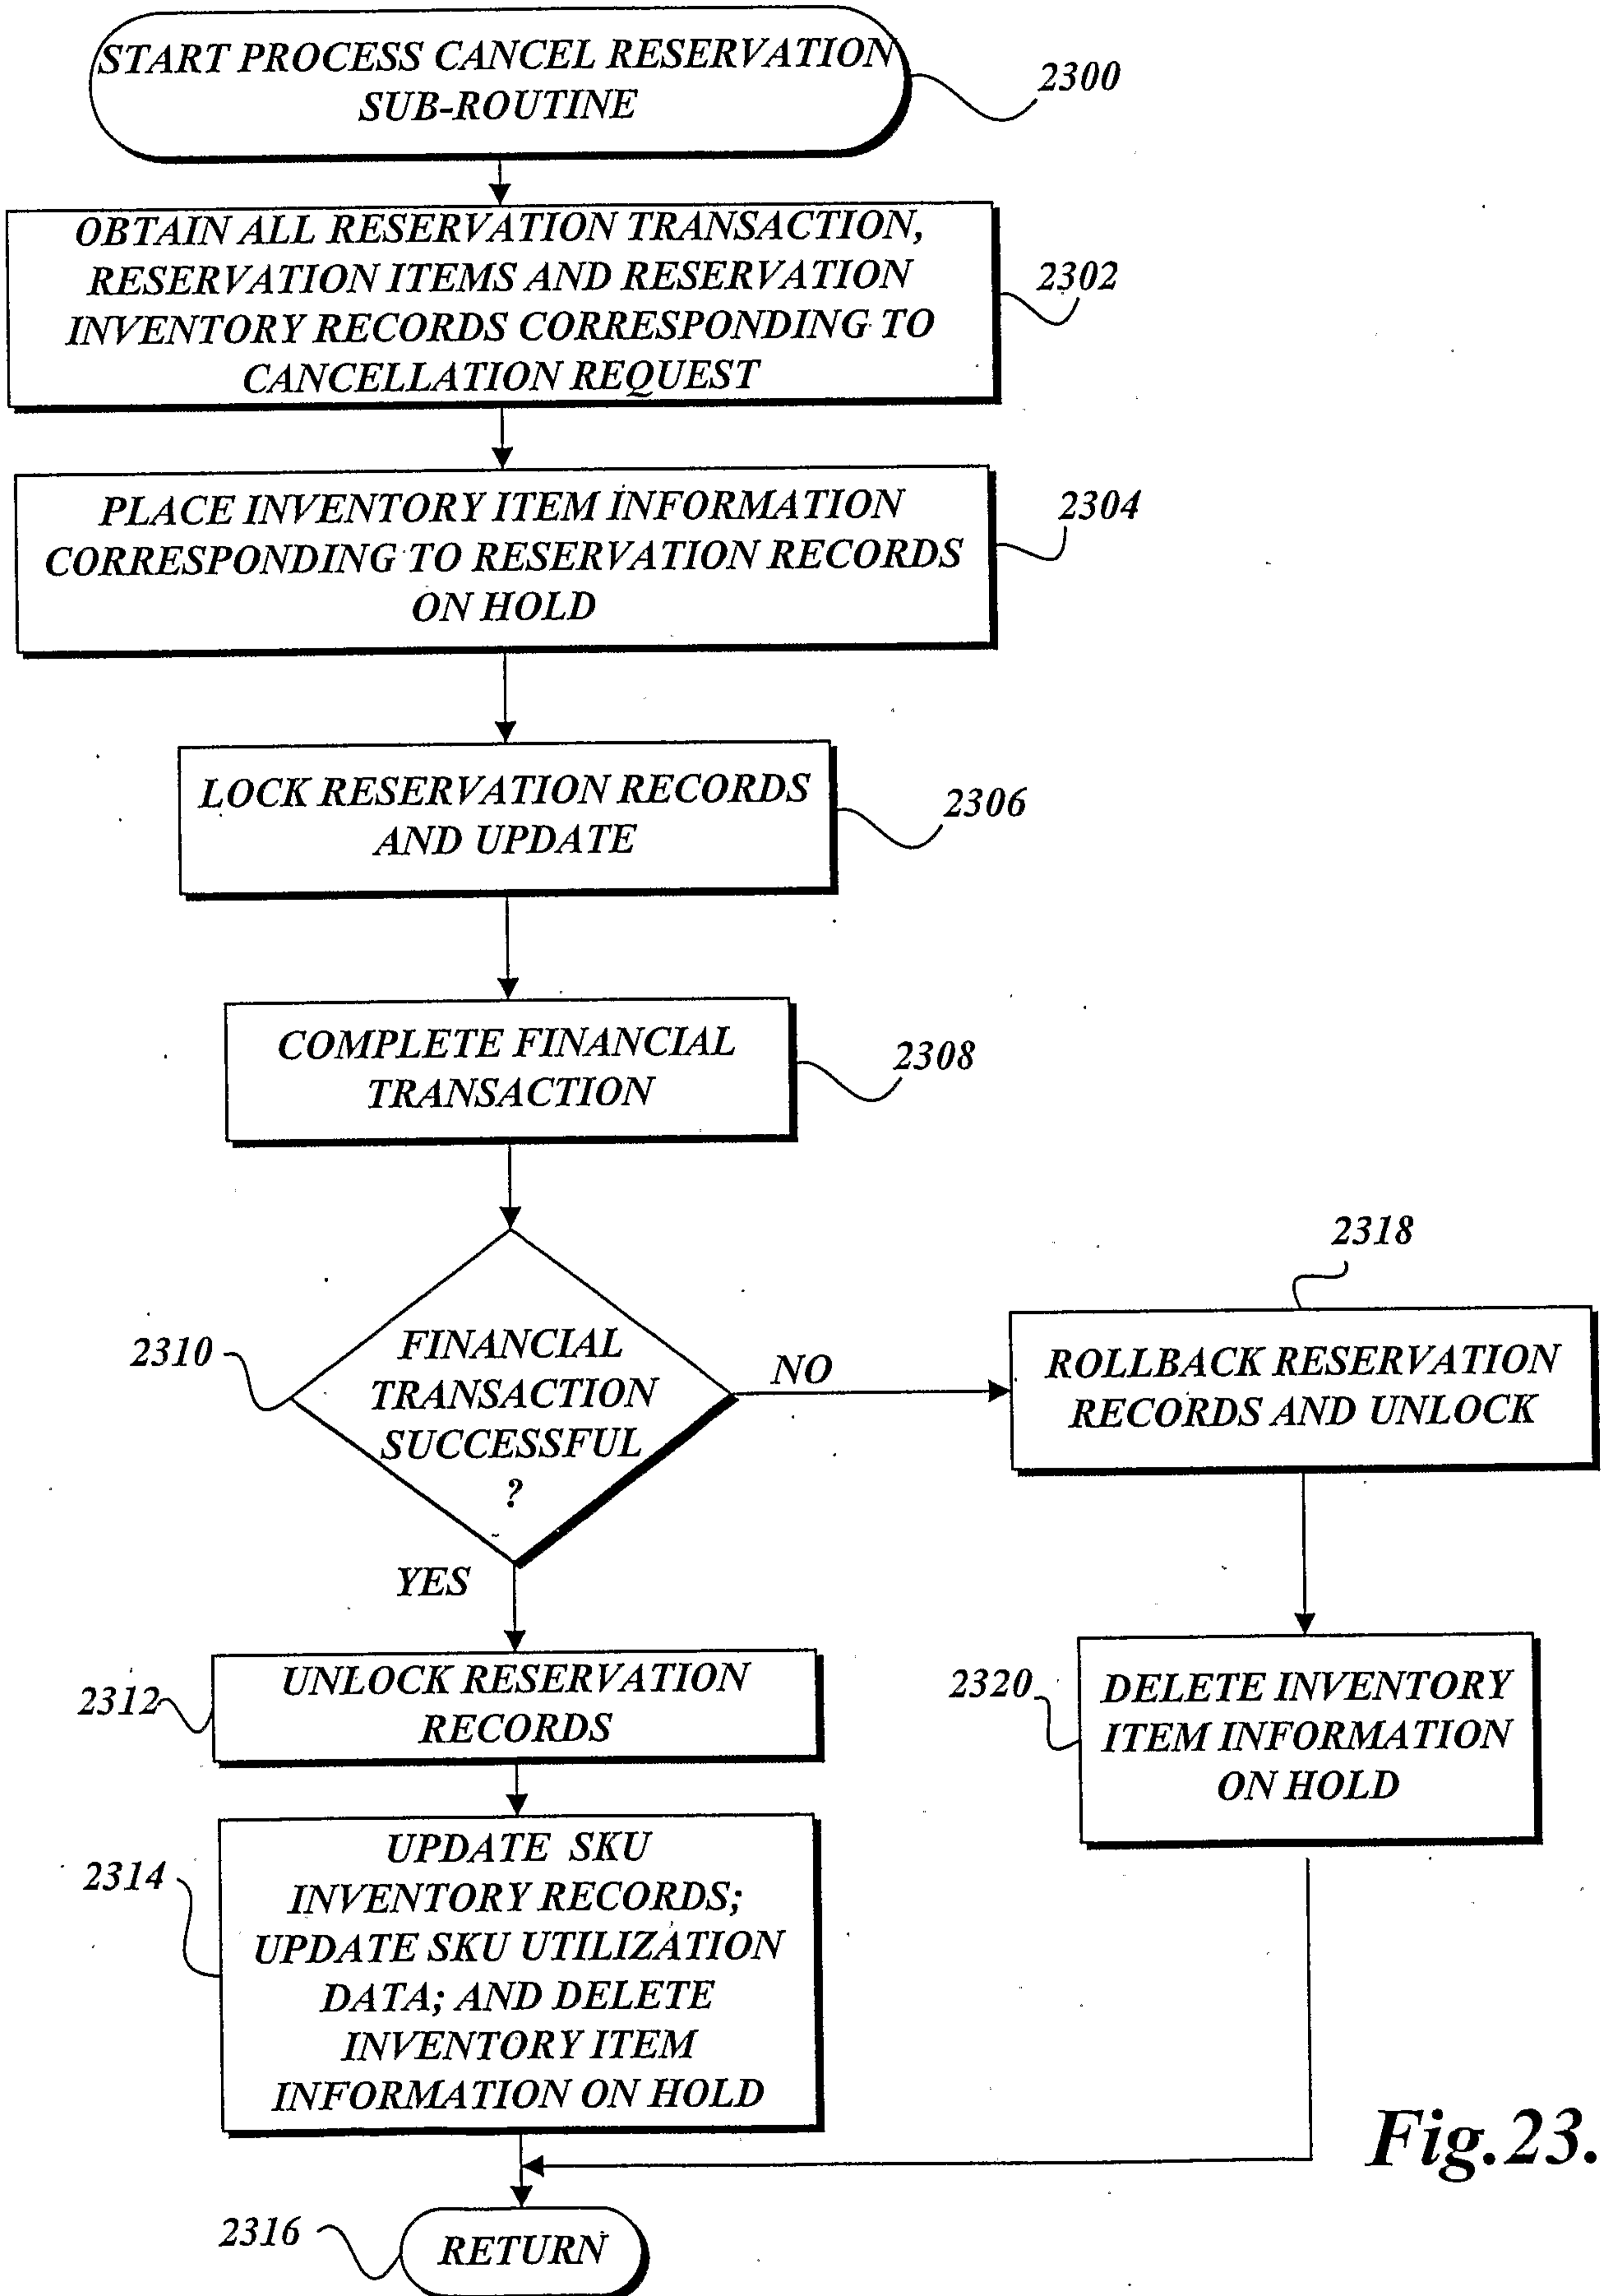 START PROCESS CANCEL RESERVATION
SUB-ROUTINE
2300
OBTAIN ALL RESERVATION TRANSACTION,
RESERVATION ITEMS AND RESERVATION
INVENTORY RECORDS CORRESPONDING TO
CANCELLATION REQUEST
2302
PLACE INVENTORY ITEM INFORMATION
CORRESPONDING TO RESERVATION RECORDS
ON HOLD
2304
LOCK RESERVATION RECORDS
AND UPDATE
2306
COMPLETE FINANCIAL
TRANSACTION
2308
2310
FINANCIAL
TRANSACTION
SUCCESSFUL
?
NO
YES
2318
ROLLBACK RESERVATION
RECORDS AND UNLOCK
2312
UNLOCK RESERVATION
RECORDS
2320
DELETE INVENTORY
ITEM INFORMATION
ON HOLD
2314
UPDATE SKU
INVENTORY RECORDS;
UPDATE SKU UTILIZATION
DATA; AND DELETE
INVENTORY ITEM
INFORMATION ON HOLD
2316
RETURN
Fig.23.